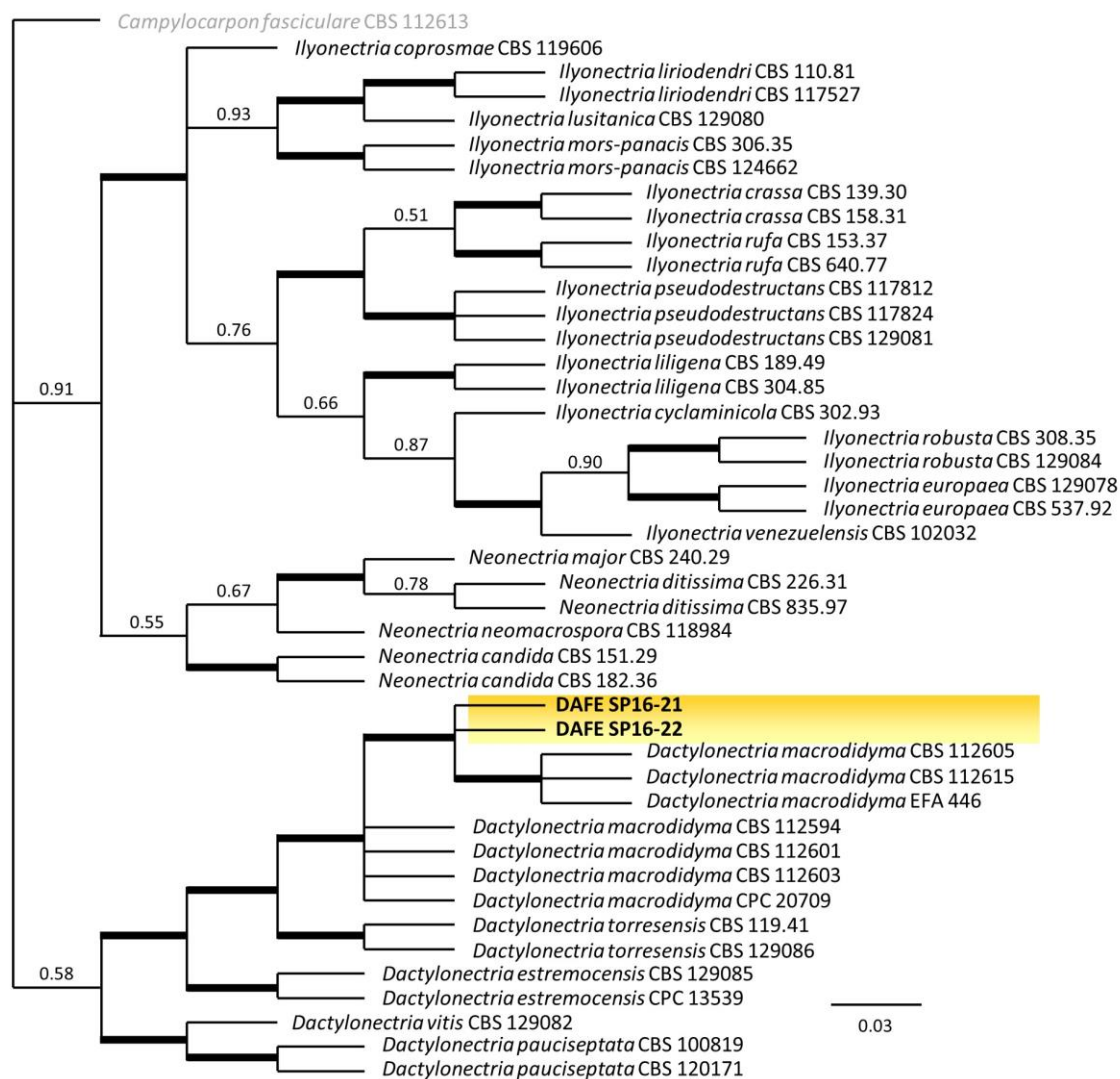 Campylocarpon fasciculare CBS 112613
Ilyonectria coprosmae CBS 119606
Ilyonectria liriodendri CBS 110.81
Ilyonectria liriodendri CBS 117527
0.93
Ilyonectria lusitanica CBS 129080
Ilyonectria mors-panacis CBS 306.35
Ilyonectria mors-panacis CBS 124662
Ilyonectria crassa CBS 139.30
0.51
Ilyonectria crassa CBS 158.31
Ilyonectria rufa CBS 153.37
Ilyonectria rufa CBS 640.77
Ilyonectria pseudodestructans CBS 117812
Ilyonectria pseudodestructans CBS 117824
0.76
Ilyonectria pseudodestructans CBS 129081
Ilyonectria liligena CBS 189.49
Ilyonectria liligena CBS 304.85
0.91
0.66
Ilyonectria cyclaminicola CBS 302.93
Ilyonectria robusta CBS 308.35
0.87
0.90
Ilyonectria robusta CBS 129084
Ilyonectria europaea CBS 129078
Ilyonectria europaea CBS 537.92
Ilyonectria venezuelensis CBS 102032
Neonectria major CBS 240.29
0.78
Neonectria ditissima CBS 226.31
0.67
Neonectria ditissima CBS 835.97
0.55
Neonectria neomacrospora CBS 118984
Neonectria candida CBS 151.29
Neonectria candida CBS 182.36
DAFE SP16-21
DAFE SP16-22
Dactylonectria macrodidyma CBS 112605
Dactylonectria macrodidyma CBS 112615
Dactylonectria macrodidyma EFA 446
Dactylonectria macrodidyma CBS 112594
Dactylonectria macrodidyma CBS 112601
Dactylonectria macrodidyma CBS 112603
Dactylonectria macrodidyma CPC 20709
Dactylonectria torresensis CBS 119.41
Dactylonectria torresensis CBS 129086
0.58
Dactylonectria estremocensis CBS 129085
Dactylonectria estremocensis CPC 13539
Dactylonectria vitis CBS 129082
0.03
Dactylonectria pauciseptata CBS 100819
Dactylonectria pauciseptata CBS 120171